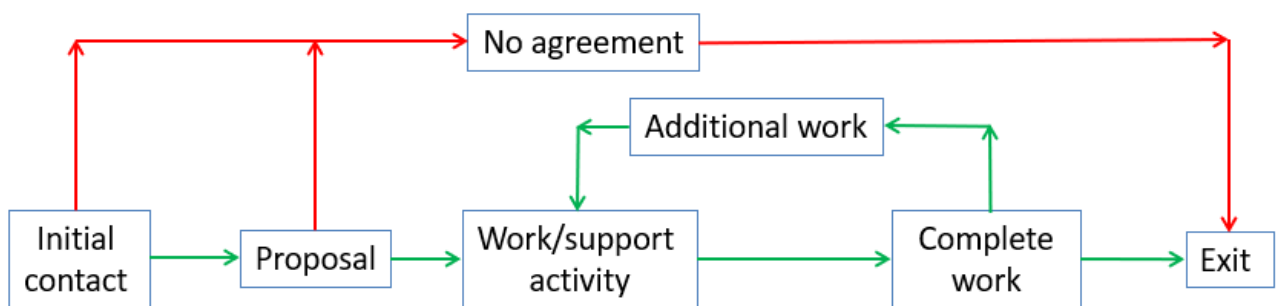 No agreement
Additional work
Initial
contact
Proposal
Work/support
activity
Complete
work
Exit